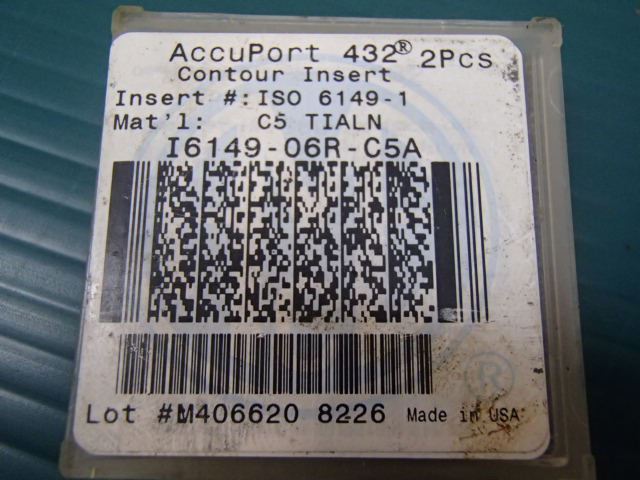 AccuPort 432® 2Pcs
Contour Insert
Insert #: ISO 6149-1
Mat'l: C5 TIALN
I6149-06R-C5A
Lot #M406620 8226 Made in USA
®